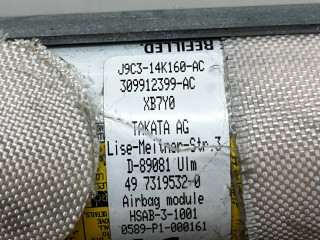 REFILLED.
J9C3-14K160-AC
309912399-AC
XB7Y0
TAKATA AG
Lise-Meitner-Str.3
D-89081 Ulm
49 7319532-0
Airbag module
HSAB-3-1001
0589-P1-000161